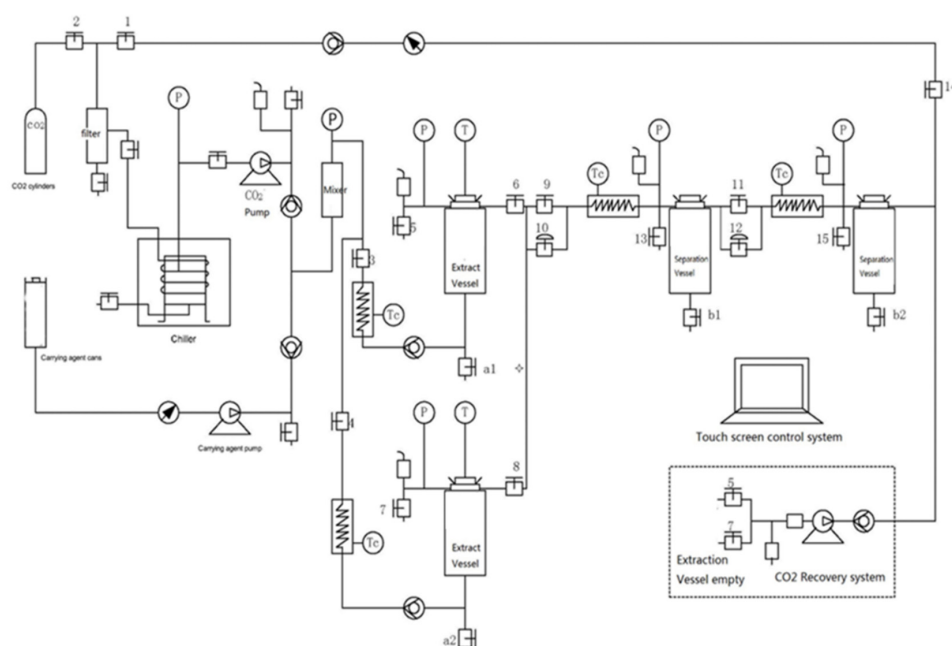 2
1
14
P
P
P
T
P
P
CO2
filter
CO2 cylinders
CO2
Pump
Mixer
Tc
Tc
6
9
11
5
10
13
12
15
3
Extract
Vessel
Separation
Vessel
Separation
Vessel
Tc
Chiller
b1
b2
Carrying agent cans
a1
Touch screen control system
P
T
4
Carrying agent pump
8
7
Tc
Extract
Vessel
5
7
Extraction
Vessel empty
CO2 Recovery system
a2